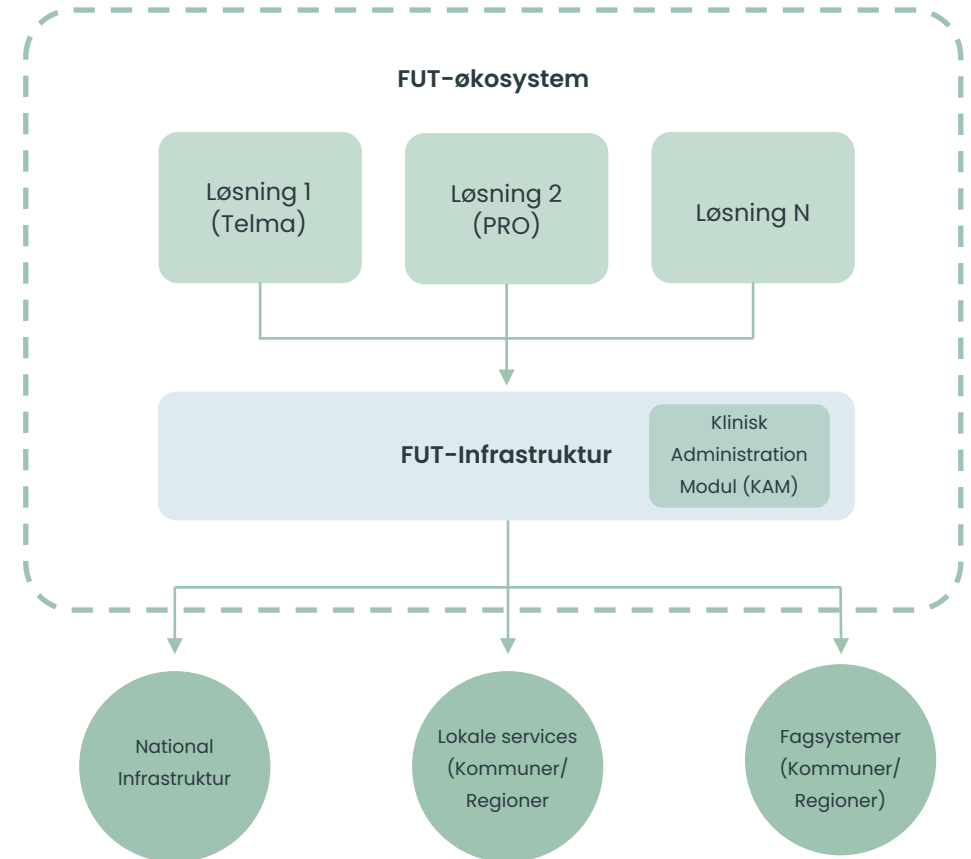 FUT-økosystem
Løsning 1
(Telma)
Løsning 2
(PRO)
Løsning N
FUT-Infrastruktur
Klinisk
Administration
Modul (KAM)
National
Infrastruktur
Lokale services
(Kommuner/
Regioner
Fagsystemer
(Kommuner/
Regioner)